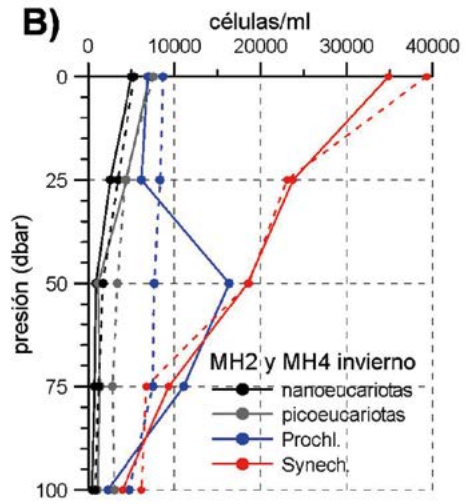 B)
células/ml
0 10000 20000 30000 40000
0
25
50
75
100
presión (dbar)
MH2 y MH4 invierno
nanoeucariotas
picoeucariotas
Prochl.
Synech.